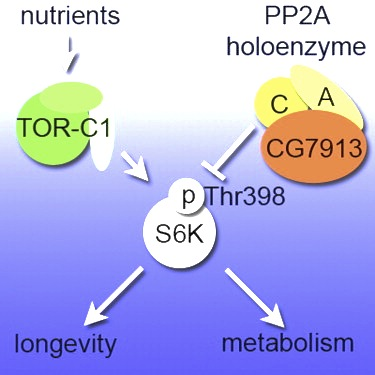 nutrients
PP2A
holoenzyme
TOR-C1
C
A
CG7913
p
Thr398
S6K
longevity
metabolism